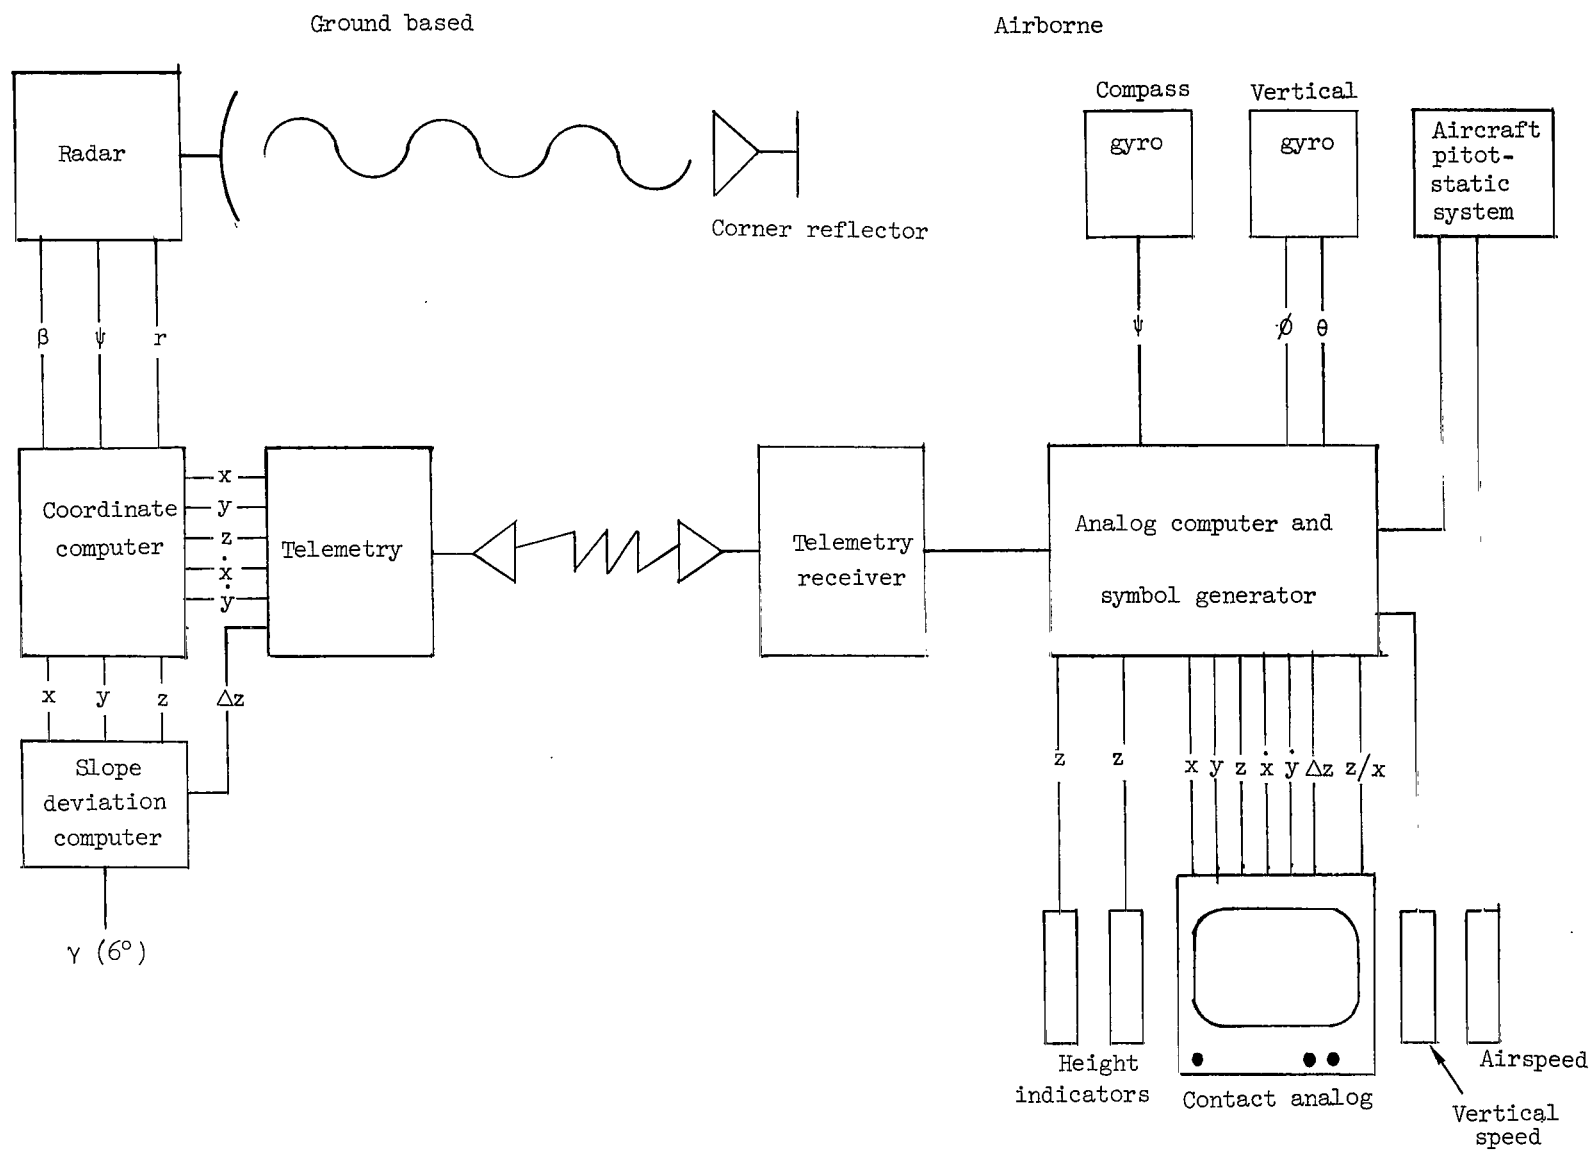 Ground based
Airborne
Compass
gyro
Vertical
gyro
Aircraft
pitot-
static
system
Radar
Corner reflector
β
ψ
r
ψ
ϕ
θ
Coordinate
computer
x
y
z
ẋ
ẏ
Telemetry
Telemetry
receiver
Analog computer and
symbol generator
x
y
z
Δz
Slope
deviation
computer
γ (6°)
z
z
x
y
z
ẋ
ẏ
Δz
z/x
Height
indicators
Contact analog
Airspeed
Vertical
speed